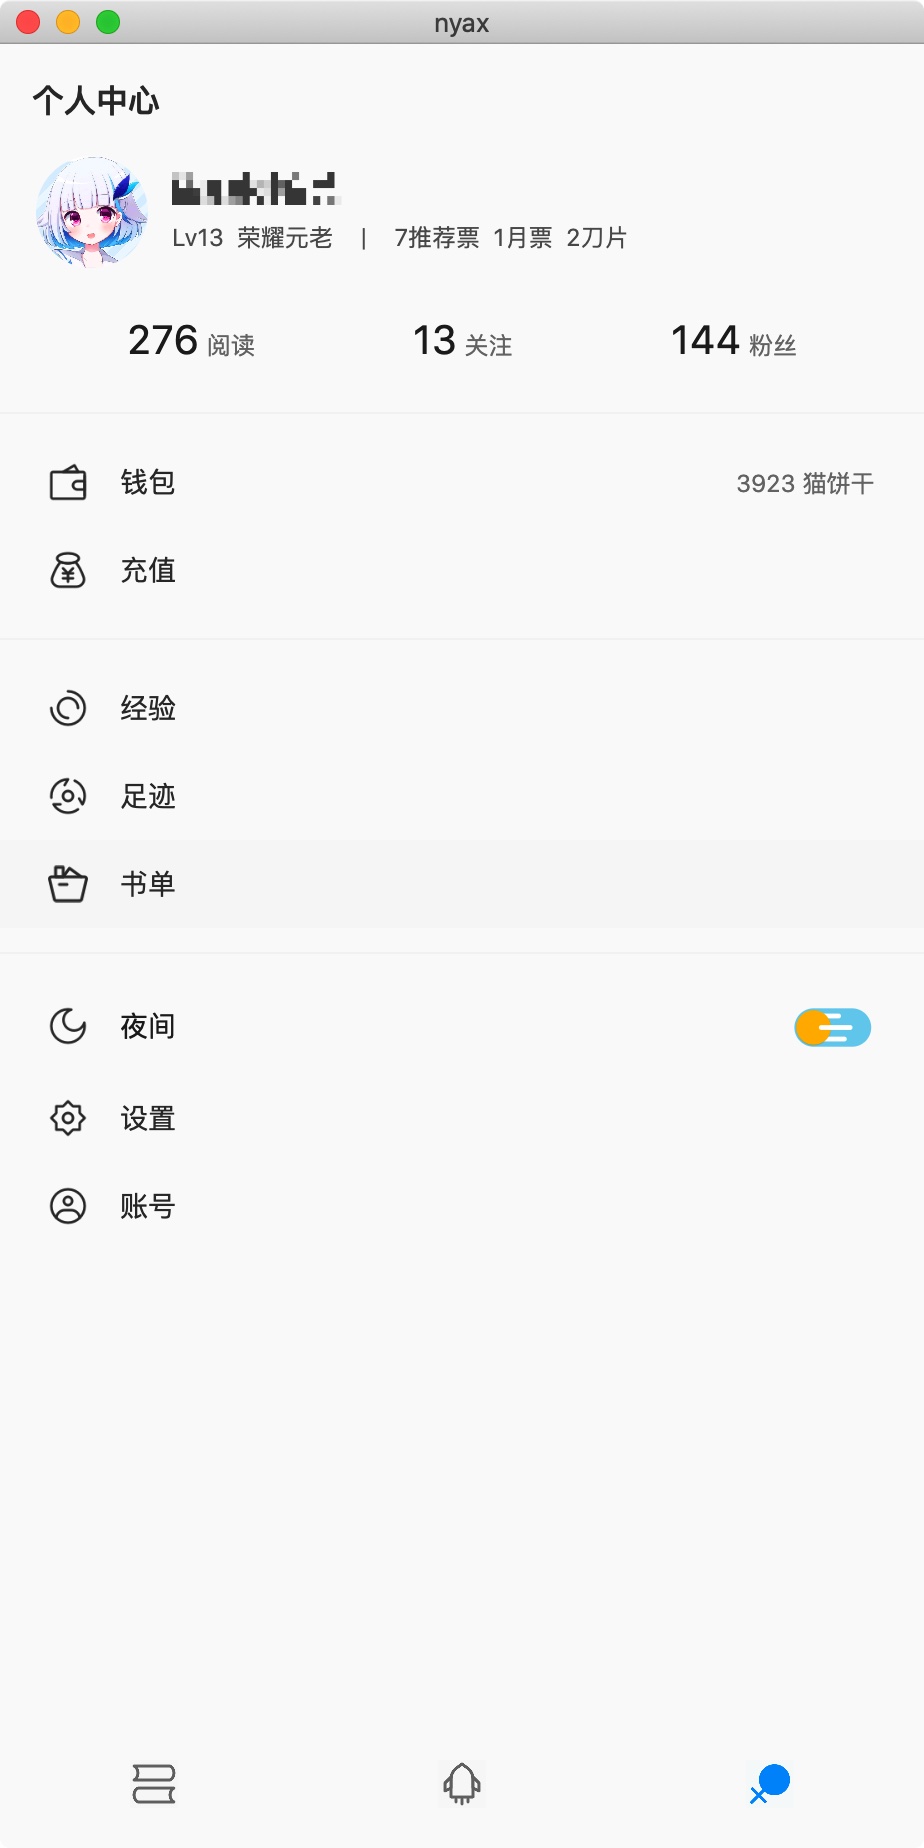 nyax
个人中心
Lv13 荣耀元老 | 7推荐票 1月票 2刀片
276 阅读 13 关注 144 粉丝
钱包 3923 猫饼干
充值
经验
足迹
书单
夜间
设置
账号